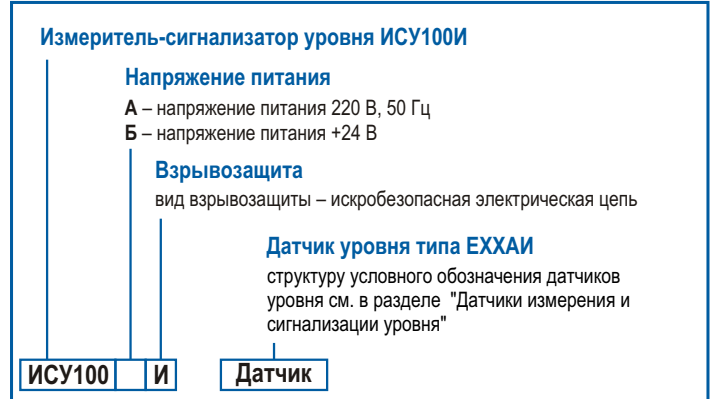 Измеритель-сигнализатор уровня ИСУ100И
Напряжение питания
А – напряжение питания 220 В, 50 Гц
Б – напряжение питания +24 В
Взрывозащита
вид взрывозащиты – искробезопасная электрическая цепь
Датчик уровня типа ЕХХАИ
структуру условного обозначения датчиков
уровня см. в разделе "Датчики измерения и
сигнализации уровня"
ИСУ100 И Датчик